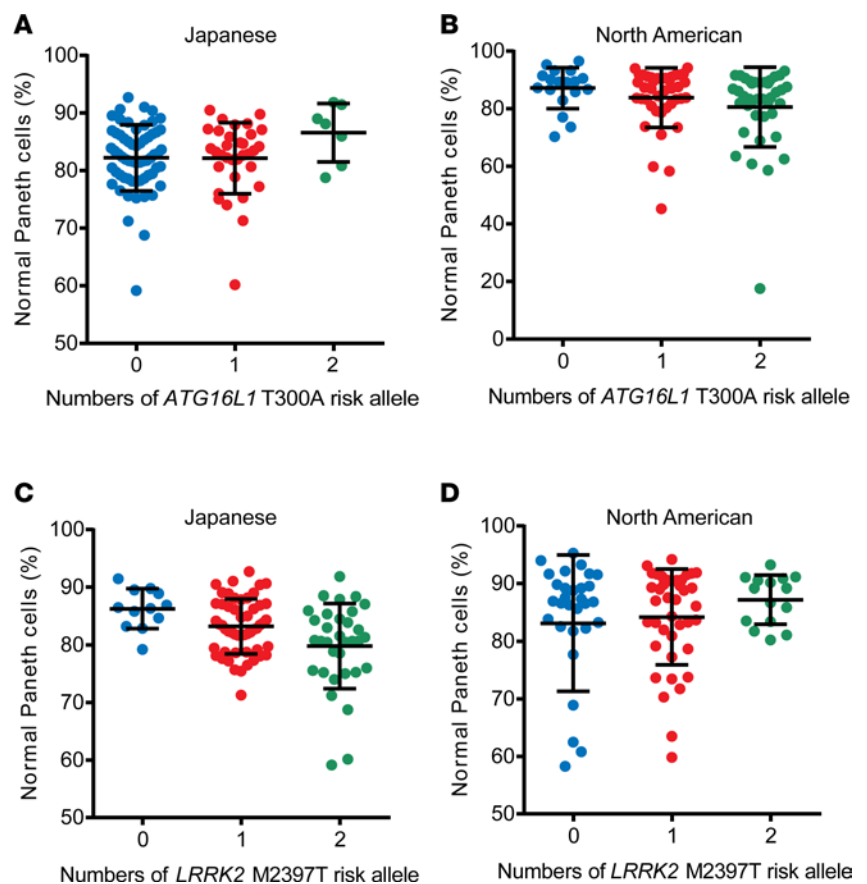 A
Japanese
Normal Paneth cells (%)
100
90
80
70
60
50
0 1 2
Numbers of ATG16L1 T300A risk allele
B
North American
Normal Paneth cells (%)
100
80
60
40
20
0
0 1 2
Numbers of ATG16L1 T300A risk allele
C
Japanese
Normal Paneth cells (%)
100
90
80
70
60
50
0 1 2
Numbers of LRRK2 M2397T risk allele
D
North American
Normal Paneth cells (%)
100
90
80
70
60
50
0 1 2
Numbers of LRRK2 M2397T risk allele